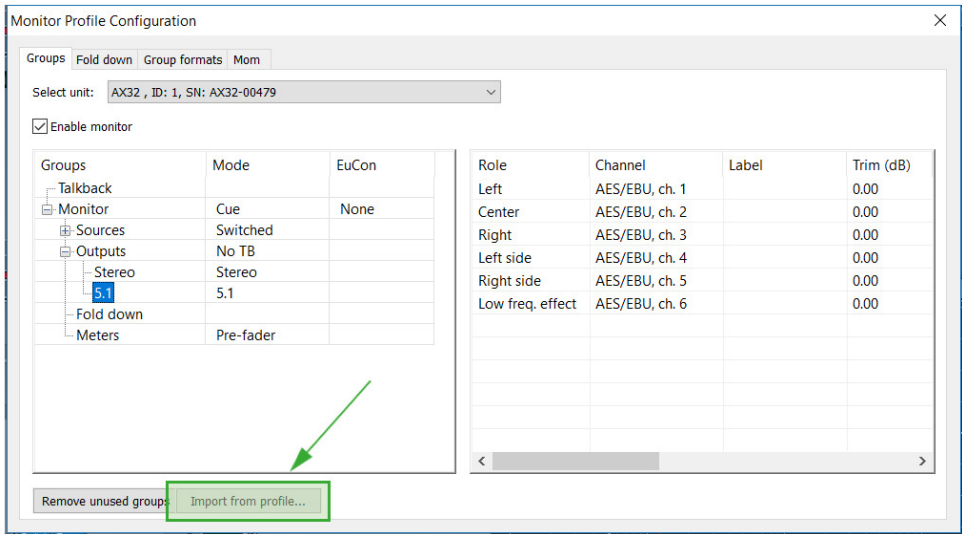 Monitor Profile Configuration
Groups Fold down Group formats Mom
Select unit: AX32 , ID: 1, SN: AX32-00479
Enable monitor
Groups Mode EuCon
Talkback
Monitor Cue None
Sources Switched
Outputs No TB
Stereo Stereo
5.1 5.1
Fold down
Meters Pre-fader
Role Channel Label Trim (dB)
Left AES/EBU, ch. 1 0.00
Center AES/EBU, ch. 2 0.00
Right AES/EBU, ch. 3 0.00
Left side AES/EBU, ch. 4 0.00
Right side AES/EBU, ch. 5 0.00
Low freq. effect AES/EBU, ch. 6 0.00
Remove unused groups Import from profile...